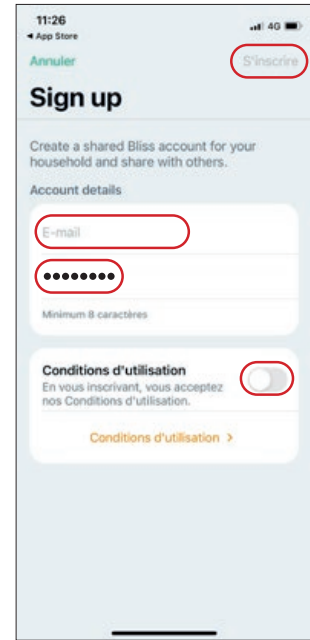 11:26
4G
◀ App Store
Annuler
S'inscrire
Sign up
Create a shared Bliss account for your
household and share with others.
Account details
E-mail
••••••••
Minimum 8 caractères
Conditions d'utilisation
En vous inscrivant, vous acceptez
nos Conditions d'utilisation.
Conditions d'utilisation >